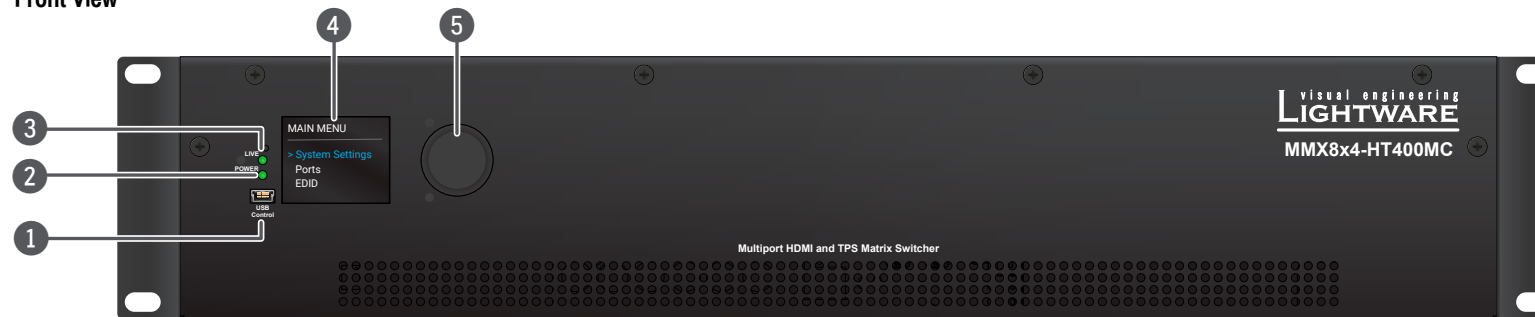 Front View
4
5
3
2
1
LIVE
POWER
USB
Control
MAIN MENU
> System Settings
Ports
EDID
visual engineering
LIGHTWARE
MMX8x4-HT400MC
Multiport HDMI and TPS Matrix Switcher